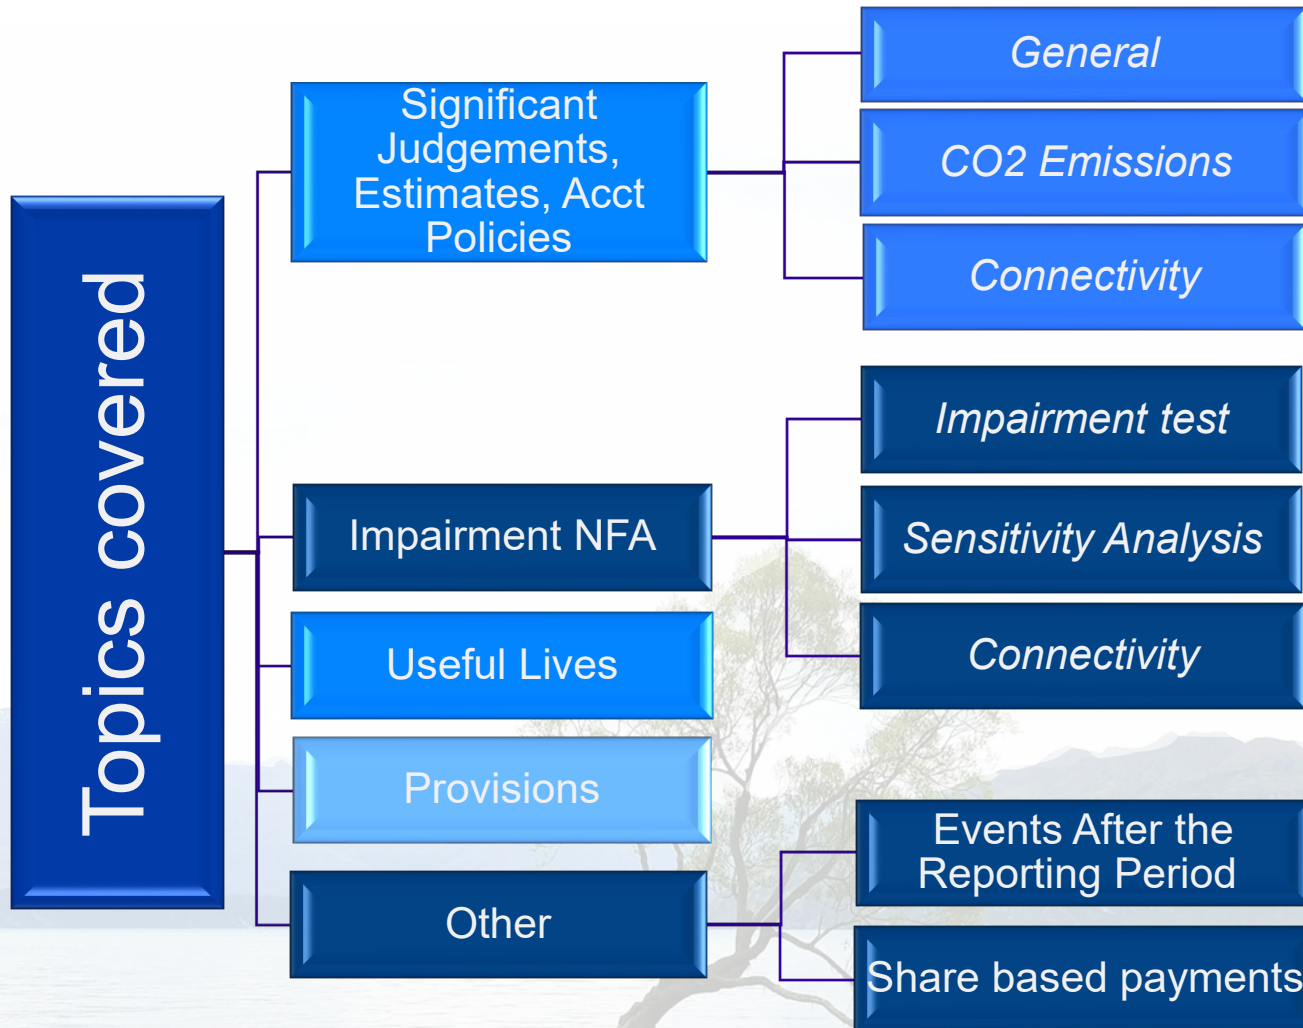 Topics covered
Significant
Judgements,
Estimates, Acct
Policies
General
CO2 Emissions
Connectivity
Impairment NFA
Impairment test
Sensitivity Analysis
Connectivity
Useful Lives
Provisions
Other
Events After the
Reporting Period
Share based payments